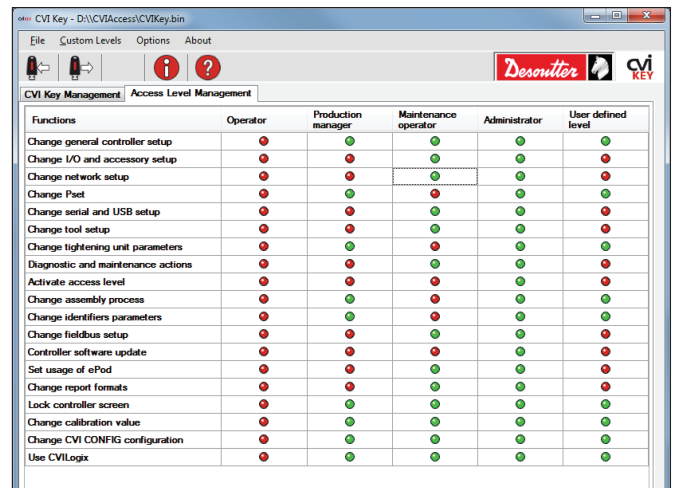 CVI Key - D:\\CVIAccess\CVIKey.bin
File Custom Levels Options About
Desoutter CVI KEY
CVI Key Management Access Level Management
Functions Operator Production manager Maintenance operator Administrator User defined level
Change general controller setup
Change I/O and accessory setup
Change network setup
Change Pset
Change serial and USB setup
Change tool setup
Change tightening unit parameters
Diagnostic and maintenance actions
Activate access level
Change assembly process
Change identifiers parameters
Change fieldbus setup
Controller software update
Set usage of ePod
Change report formats
Lock controller screen
Change calibration value
Change CVI CONFIG configuration
Use CVILogix